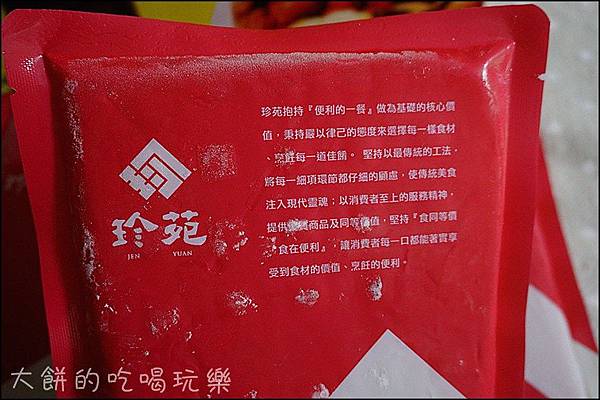 珍苑抱持『便利的一餐』做為基礎的核心價
值，秉持嚴以律己的態度來選擇每一樣食材
、烹飪每一道佳餚。 堅持以最傳統的工法，
將每一細項環節都仔細的顧慮，使傳統美食
注入現代靈魂；以消費者至上的服務精神，
提供 商品及同等價值，堅持『食同等價
，食在便利』 讓消費者每一口都能著實享
受到食材的價值、烹飪的便利。
珍苑
JEN YUAN
大餅的吃喝玩樂